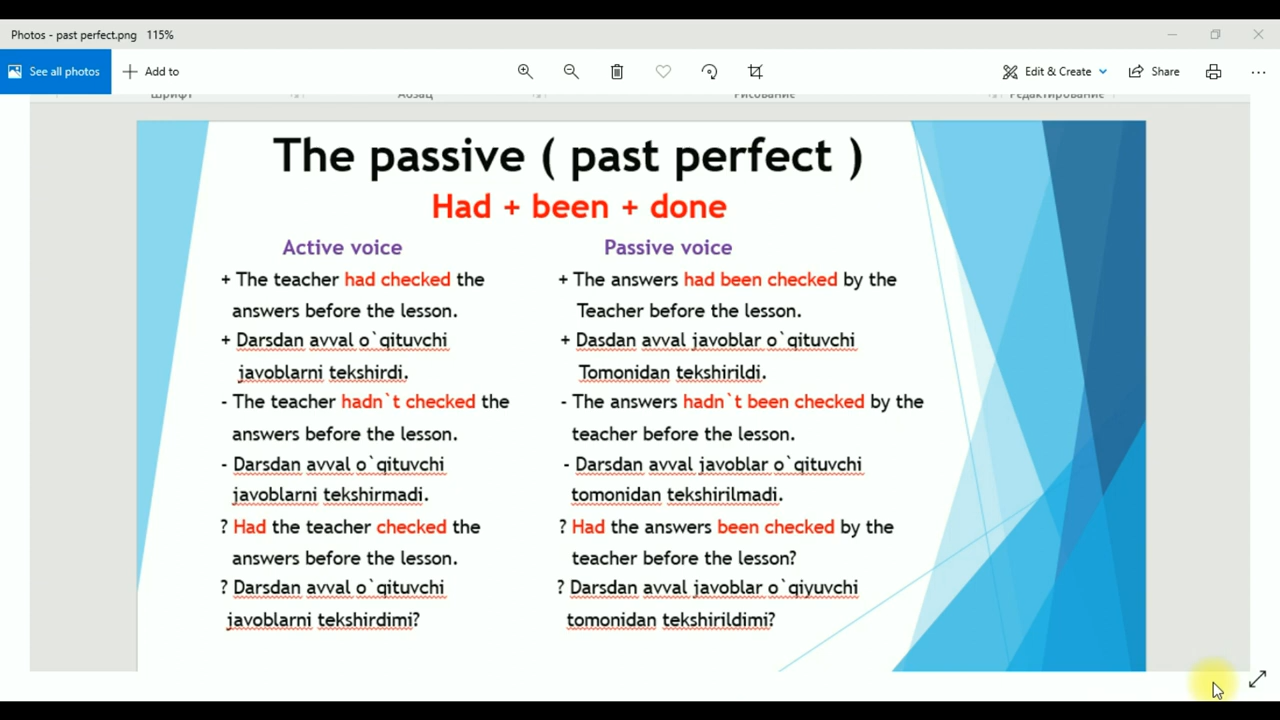 Photos - past perfect.png 115%
See all photos
Add to
Edit & Create
Share
Шрифт
Абзац
Рисование
Редактирование
The passive ( past perfect )
Had + been + done
Active voice
+ The teacher had checked the
answers before the lesson.
+ Darsdan avval o`qituvchi
javoblarni tekshirdi.
- The teacher hadn`t checked the
answers before the lesson.
- Darsdan avval o`qituvchi
javoblarni tekshirmadi.
? Had the teacher checked the
answers before the lesson.
? Darsdan avval o`qituvchi
javoblarni tekshirdimi?
Passive voice
+ The answers had been checked by the
Teacher before the lesson.
+ Dasdan avval javoblar o`qituvchi
Tomonidan tekshirildi.
- The answers hadn`t been checked by the
teacher before the lesson.
- Darsdan avval javoblar o`qituvchi
tomonidan tekshirilmadi.
? Had the answers been checked by the
teacher before the lesson?
? Darsdan avval javoblar o`qiyuvchi
tomonidan tekshirildimi?